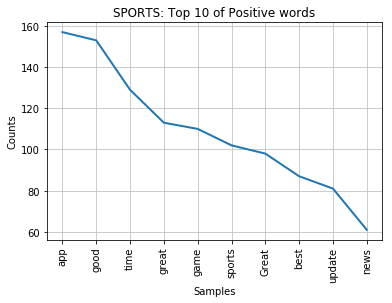 SPORTS: Top 10 of Positive words
160
140
120
100
80
60
Counts
app
good
time
great
game
sports
Great
best
update
news
Samples